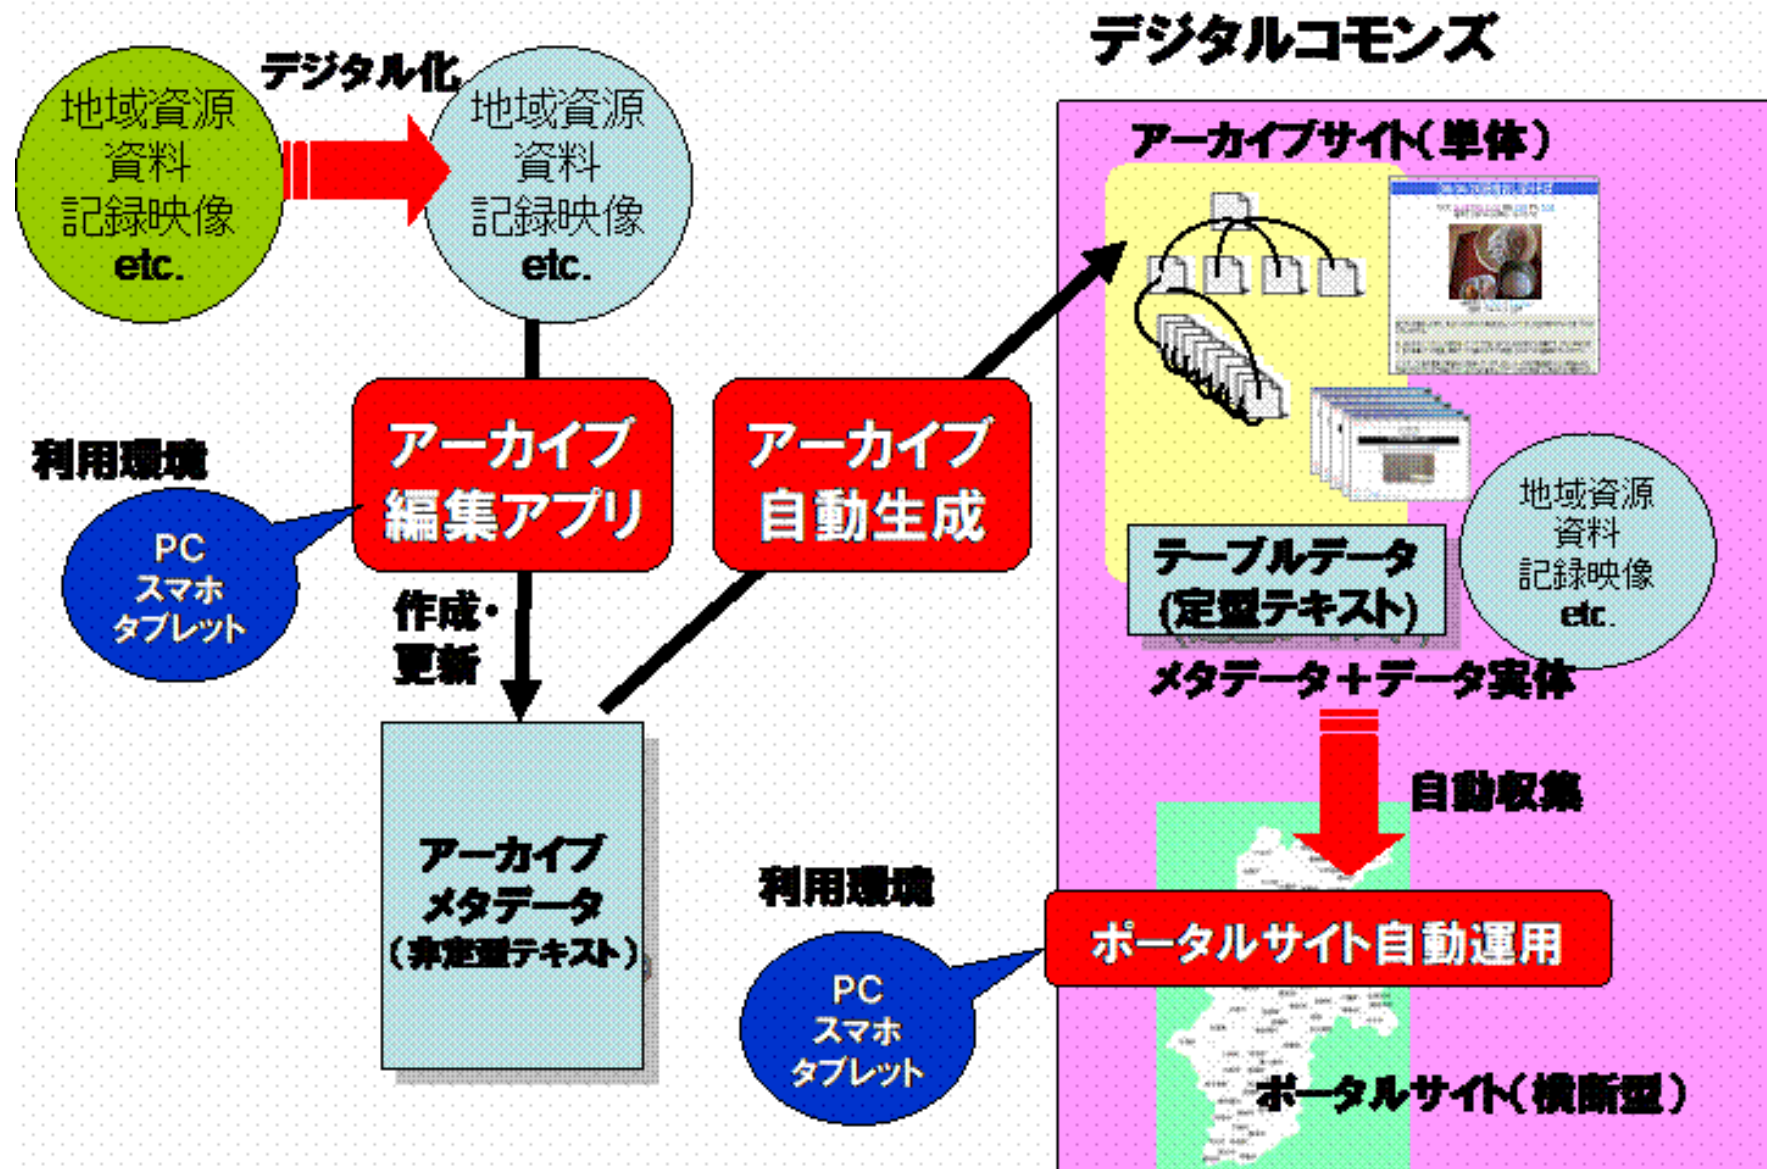 デジタルコモンズ
デジタル化
地域資源
資料
記録映像
etc.
地域資源
資料
記録映像
etc.
アーカイブサイト(単体)
利用環境
PC
スマホ
タブレット
アーカイブ
編集アプリ
アーカイブ
自動生成
作成・
更新
アーカイブ
メタデータ
(非定型テキスト)
テーブルデータ
(定型テキスト)
地域資源
資料
記録映像
etc.
メタデータ+データ実体
自動収集
利用環境
PC
スマホ
タブレット
ポータルサイト自動運用
ポータルサイト(横断型)